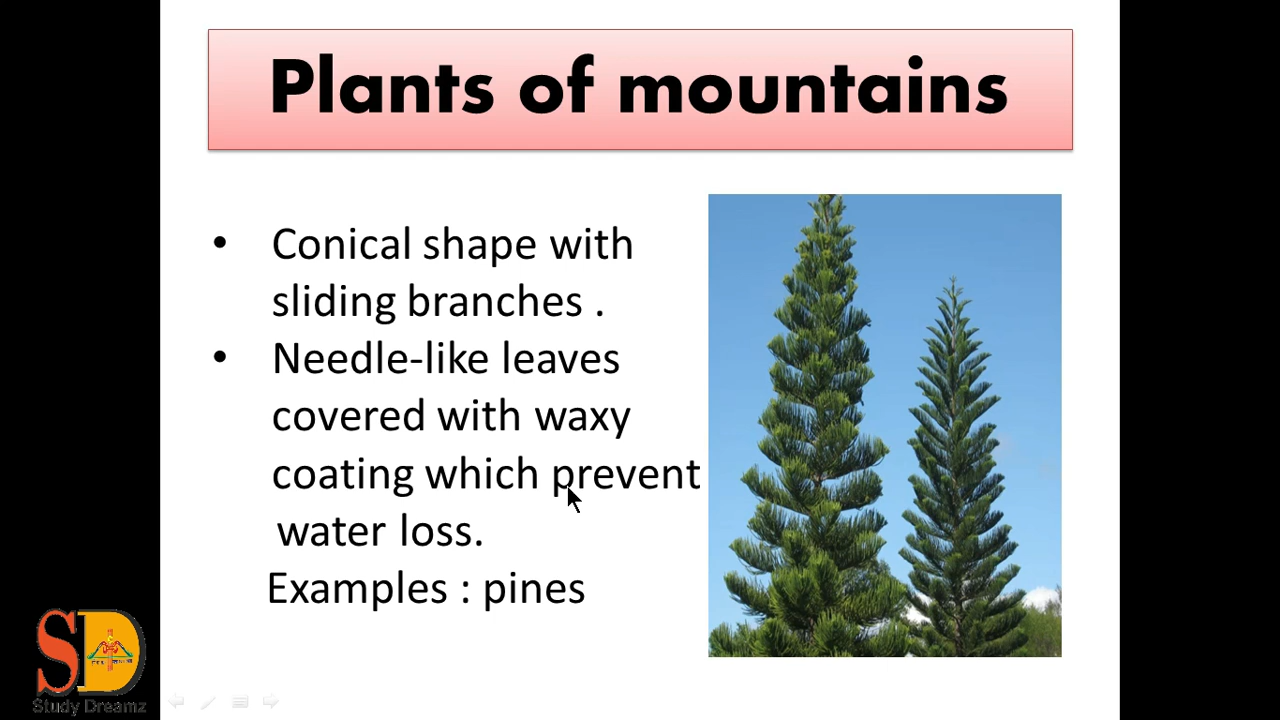 Plants of mountains
• Conical shape with
sliding branches .
• Needle-like leaves
covered with waxy
coating which prevent
water loss.
Examples : pines
SD
Study Dreamz